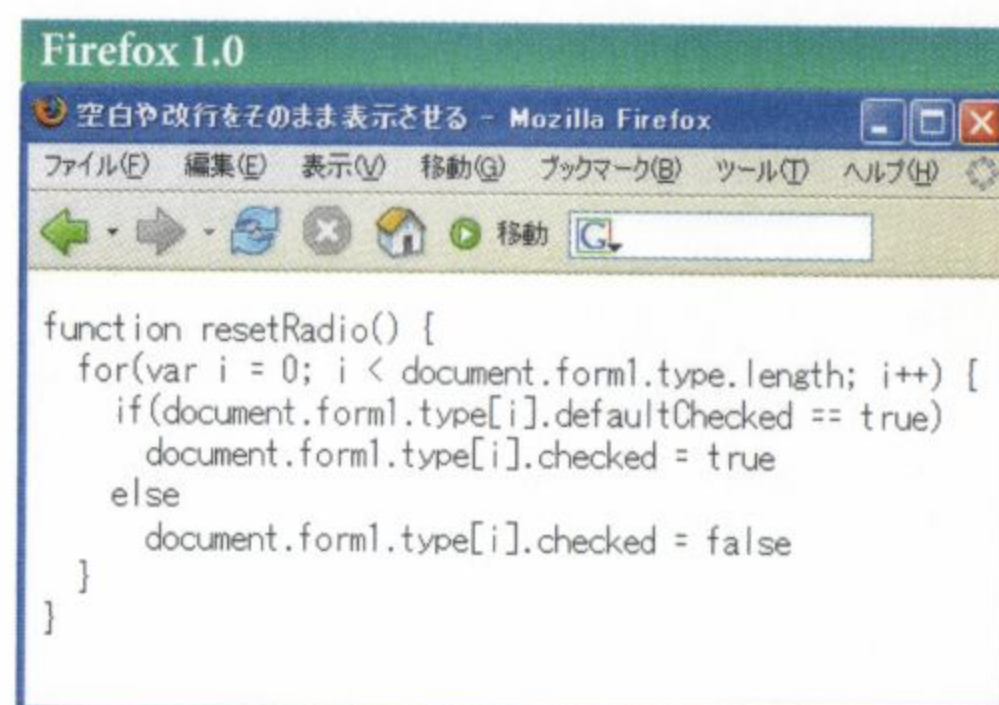 Firefox 1.0
空白や改行をそのまま表示させる - Mozilla Firefox
ファイル(F) 編集(E) 表示(V) 移動(G) ブックマーク(B) ツール(T) ヘルプ(H)
移動 G
function resetRadio() {
  for(var i = 0; i < document.form1.type.length; i++) {
    if(document.form1.type[i].defaultChecked == true)
      document.form1.type[i].checked = true
    else
      document.form1.type[i].checked = false
  }
}